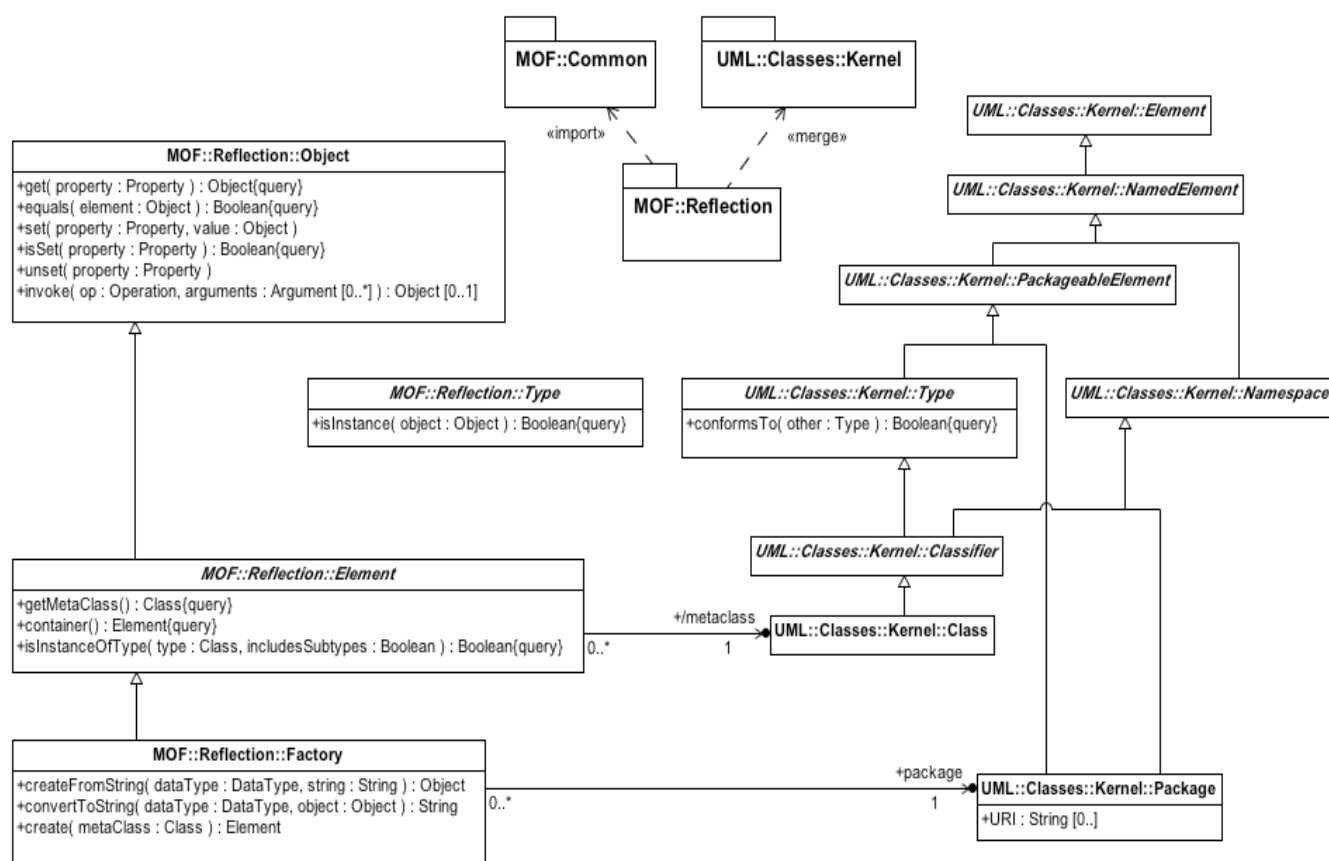 MOF::Common
UML::Classes::Kernel
UML::Classes::Kernel::Element
«import»
«merge»
MOF::Reflection::Object
+get( property : Property ) : Object{query}
+equals( element : Object ) : Boolean{query}
+set( property : Property, value : Object )
+isSet( property : Property ) : Boolean{query}
+unset( property : Property )
+invoke( op : Operation, arguments : Argument [0..*] ) : Object [0..1]
MOF::Reflection
UML::Classes::Kernel::NamedElement
UML::Classes::Kernel::PackageableElement
MOF::Reflection::Type
+isInstance( object : Object ) : Boolean{query}
UML::Classes::Kernel::Type
+conformsTo( other : Type ) : Boolean{query}
UML::Classes::Kernel::Namespace
UML::Classes::Kernel::Classifier
MOF::Reflection::Element
+getMetaClass() : Class{query}
+container() : Element{query}
+isInstanceOfType( type : Class, includesSubtypes : Boolean ) : Boolean{query}
+/metaclass
0..*
1
UML::Classes::Kernel::Class
MOF::Reflection::Factory
+createFromString( dataType : DataType, string : String ) : Object
+convertToString( dataType : DataType, object : Object ) : String
+create( metaClass : Class ) : Element
+package
0..*
1
UML::Classes::Kernel::Package
+URI : String [0..]